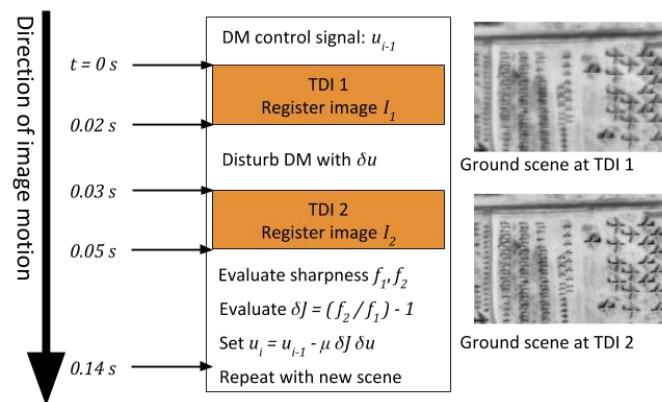 Direction of image motion
DM control signal: u_{i-1}
t = 0 s
TDI 1
Register image I_1
0.02 s
Disturb DM with δu
0.03 s
TDI 2
Register image I_2
0.05 s
Evaluate sharpness f_1, f_2
Evaluate δJ = ( f_2 / f_1 ) - 1
Set u_i = u_{i-1} - μ δJ δu
0.14 s
Repeat with new scene
Ground scene at TDI 1
Ground scene at TDI 2